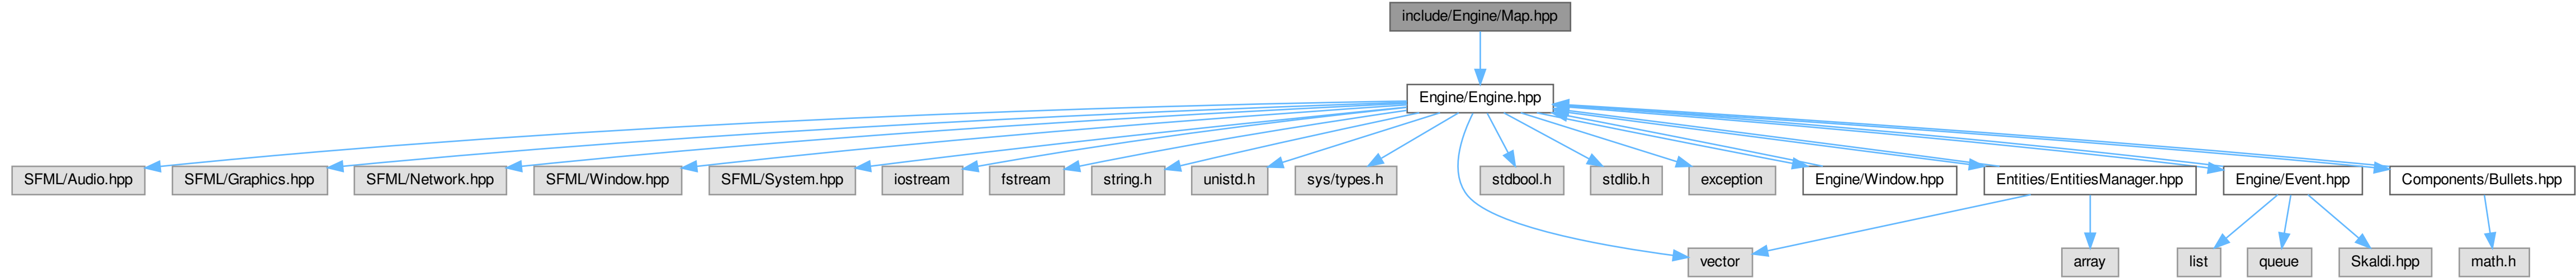 include/Engine/Map.hpp
Engine/Engine.hpp
SFML/Audio.hpp
SFML/Graphics.hpp
SFML/Network.hpp
SFML/Window.hpp
SFML/System.hpp
iostream
fstream
string.h
unistd.h
sys/types.h
stdbool.h
stdlib.h
exception
Engine/Window.hpp
Entities/EntitiesManager.hpp
Engine/Event.hpp
Components/Bullets.hpp
vector
array
list
queue
Skaldi.hpp
math.h